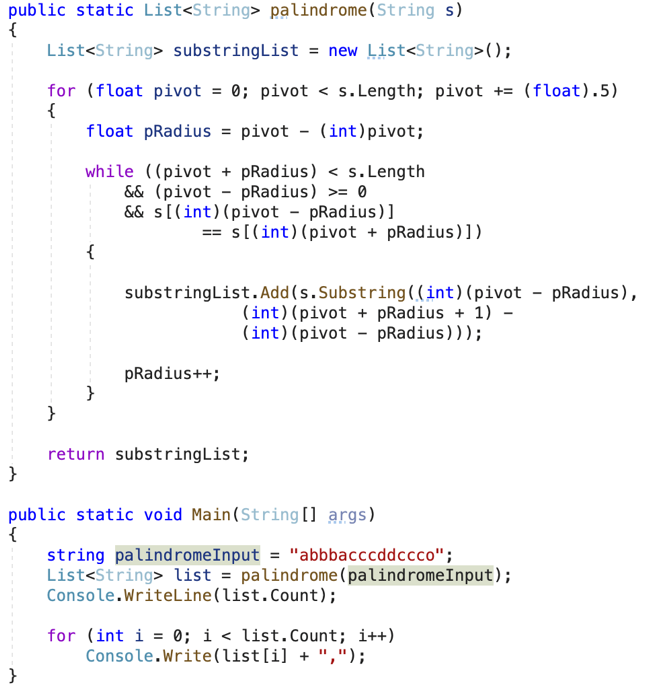 public static List<String> palindrome(String s)
{
    List<String> substringList = new List<String>();

    for (float pivot = 0; pivot < s.Length; pivot += (float).5)
    {
        float pRadius = pivot - (int)pivot;

        while ((pivot + pRadius) < s.Length
            && (pivot - pRadius) >= 0
            && s[(int)(pivot - pRadius)]
                    == s[(int)(pivot + pRadius)])
        {

            substringList.Add(s.Substring((int)(pivot - pRadius),
                        (int)(pivot + pRadius + 1) -
                        (int)(pivot - pRadius)));

            pRadius++;
        }
    }

    return substringList;
}

public static void Main(String[] args)
{
    string palindromeInput = "abbbacccddccco";
    List<String> list = palindrome(palindromeInput);
    Console.WriteLine(list.Count);

    for (int i = 0; i < list.Count; i++)
        Console.Write(list[i] + ",");
}